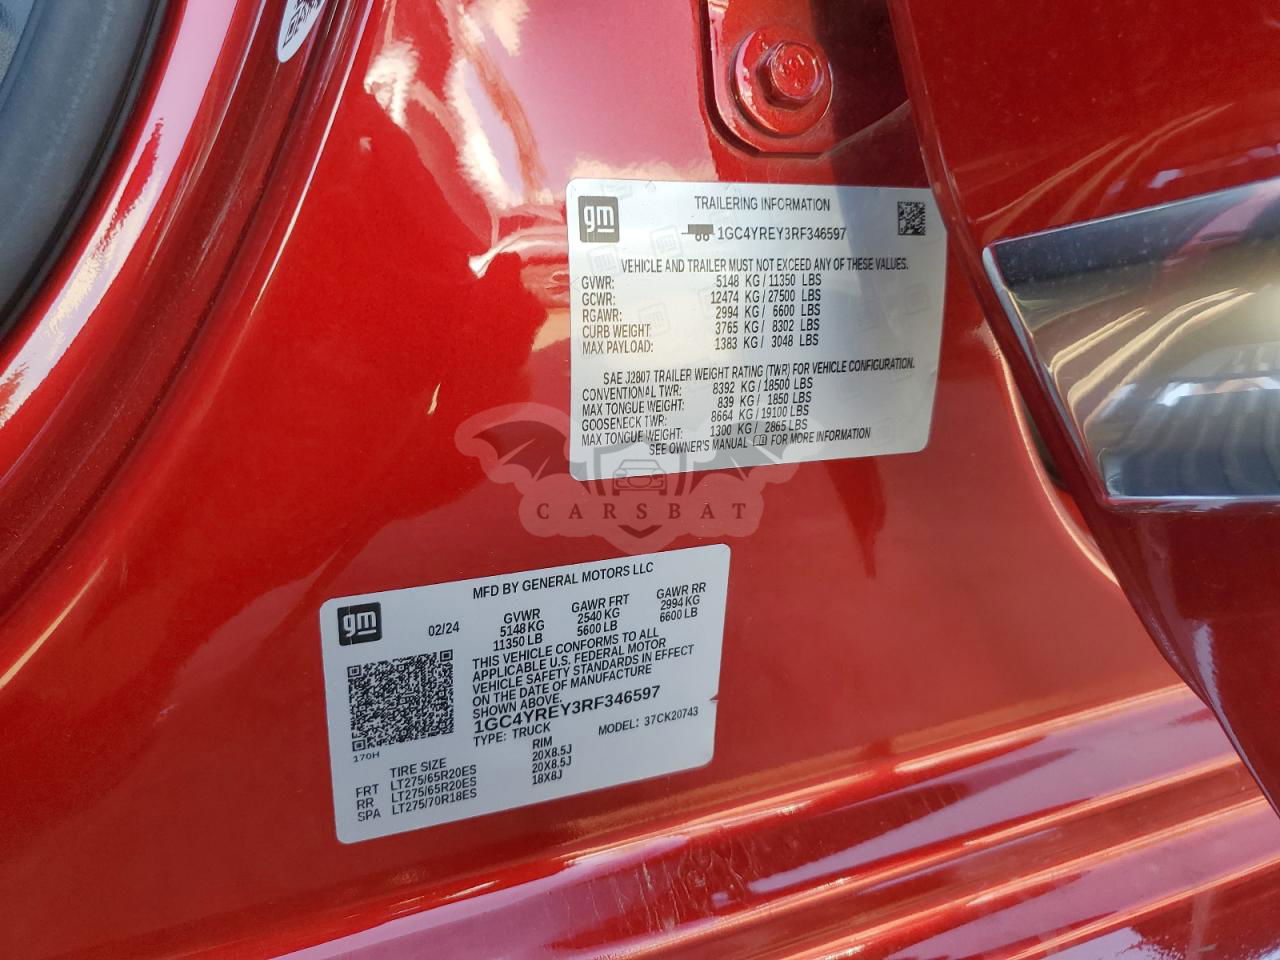 gm
TRAILERING INFORMATION
1GC4YREY3RF346597
VEHICLE AND TRAILER MUST NOT EXCEED ANY OF THESE VALUES.
GVWR: 5148 KG / 11350 LBS
GCWR: 12474 KG / 27500 LBS
RGAWR: 2994 KG / 6600 LBS
CURB WEIGHT: 3765 KG / 8302 LBS
MAX PAYLOAD: 1383 KG / 3048 LBS
SAE J2807 TRAILER WEIGHT RATING (TWR) FOR VEHICLE CONFIGURATION.
CONVENTIONAL TWR: 8392 KG / 18500 LBS
MAX TONGUE WEIGHT: 839 KG / 1850 LBS
GOOSENECK TWR: 8664 KG / 19100 LBS
MAX TONGUE WEIGHT: 1300 KG / 2865 LBS
SEE OWNER'S MANUAL FOR MORE INFORMATION
CARSBAT
gm
MFD BY GENERAL MOTORS LLC
02/24
GVWR GAWR FRT GAWR RR
5148 KG 2540 KG 2994 KG
11350 LB 5600 LB 6600 LB
THIS VEHICLE CONFORMS TO ALL
APPLICABLE U.S. FEDERAL MOTOR
VEHICLE SAFETY STANDARDS IN EFFECT
ON THE DATE OF MANUFACTURE
SHOWN ABOVE.
1GC4YREY3RF346597
TYPE: TRUCK MODEL: 37CK20743
170H
TIRE SIZE RIM
FRT LT275/65R20ES 20X8.5J
RR LT275/65R20ES 20X8.5J
SPA LT275/70R18ES 18X8J